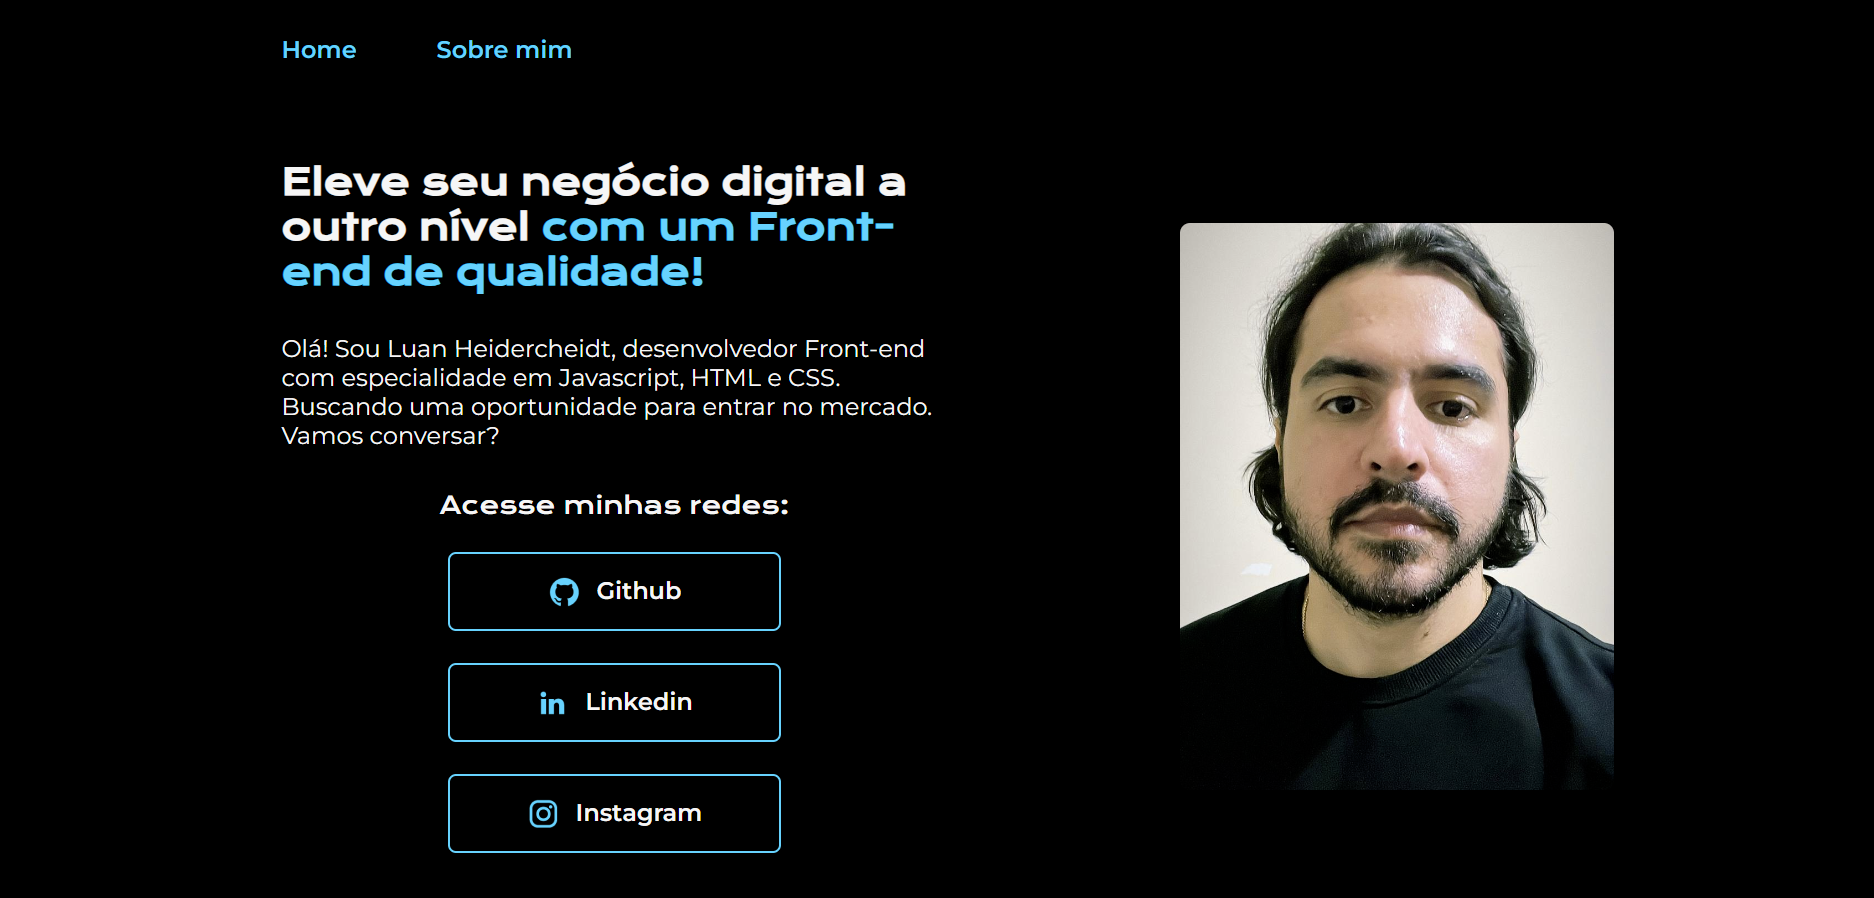 Home
Sobre mim
Eleve seu negócio digital a
outro nível com um Front-
end de qualidade!
Olá! Sou Luan Heidercheidt, desenvolvedor Front-end
com especialidade em Javascript, HTML e CSS.
Buscando uma oportunidade para entrar no mercado.
Vamos conversar?
Acesse minhas redes:
Github
in Linkedin
Instagram